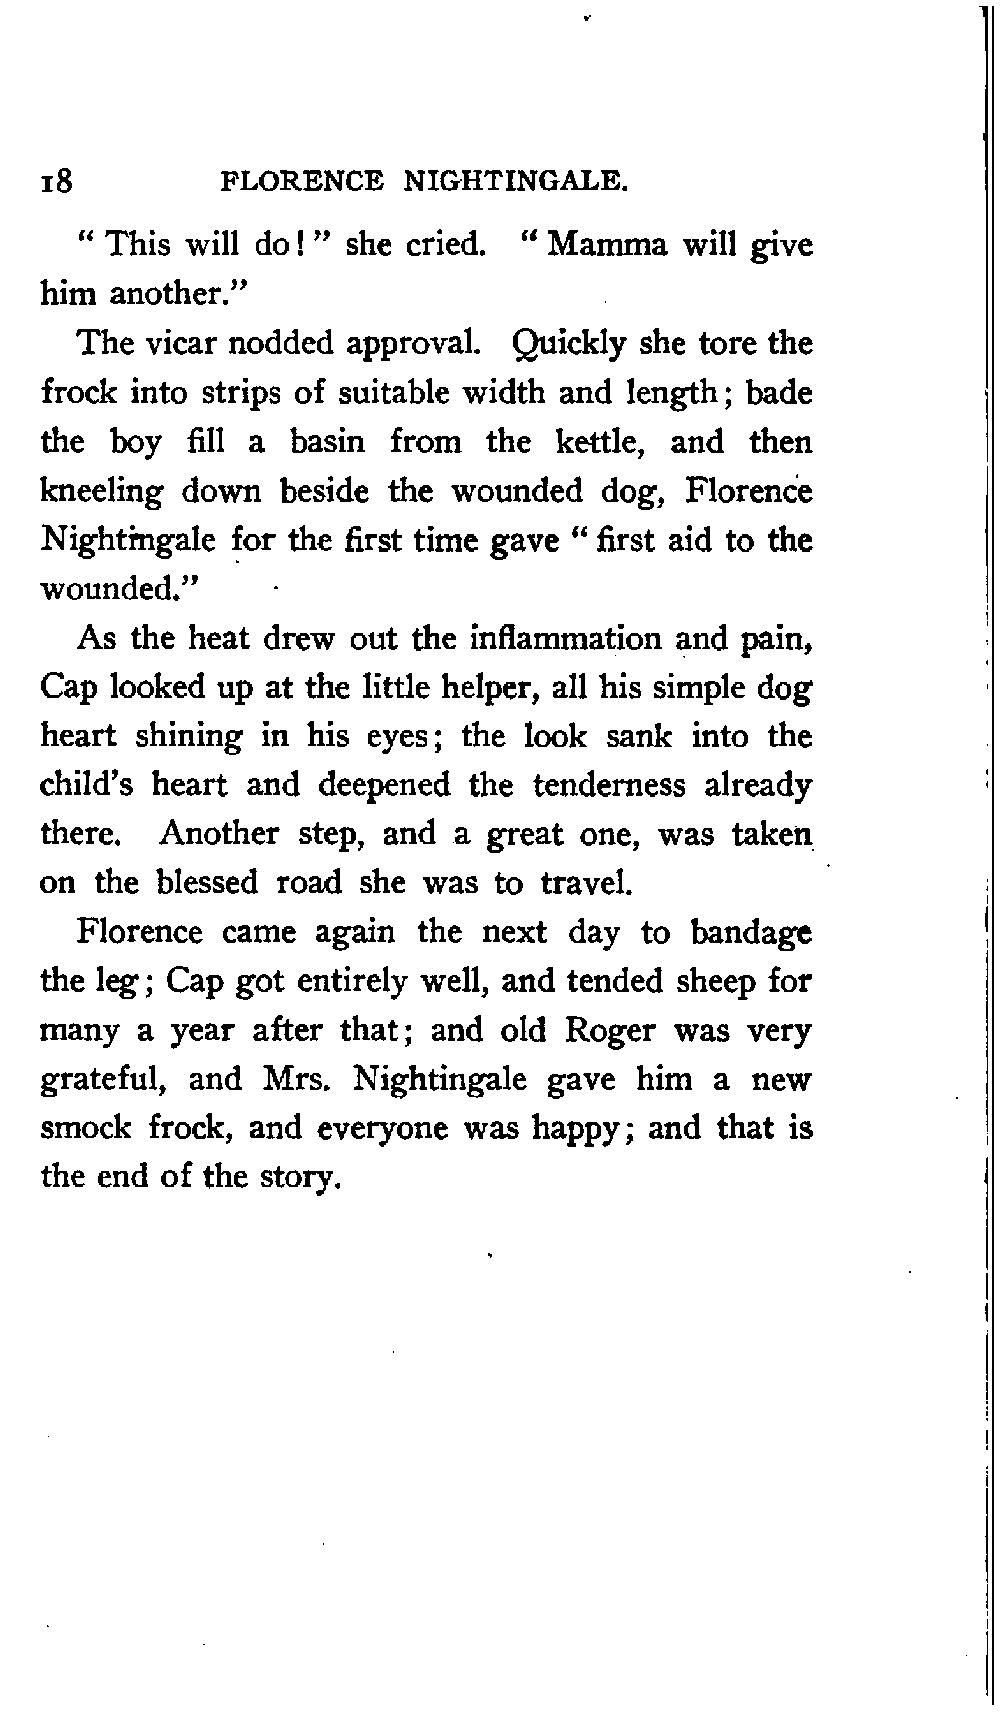 18 FLORENCE NIGHTINGALE.
“ This will do ! ” she cried. “ Mamma will give
him another.”
The vicar nodded approval. Quickly she tore the
frock into strips of suitable width and length ; bade
the boy fill a basin from the kettle, and then
kneeling down beside the wounded dog, Florence
Nightingale for the first time gave “ first aid to the
wounded.”
As the heat drew out the inflammation and pain,
Cap looked up at the little helper, all his simple dog
heart shining in his eyes ; the look sank into the
child’s heart and deepened the tenderness already
there. Another step, and a great one, was taken
on the blessed road she was to travel.
Florence came again the next day to bandage
the leg ; Cap got entirely well, and tended sheep for
many a year after that ; and old Roger was very
grateful, and Mrs. Nightingale gave him a new
smock frock, and everyone was happy ; and that is
the end of the story.